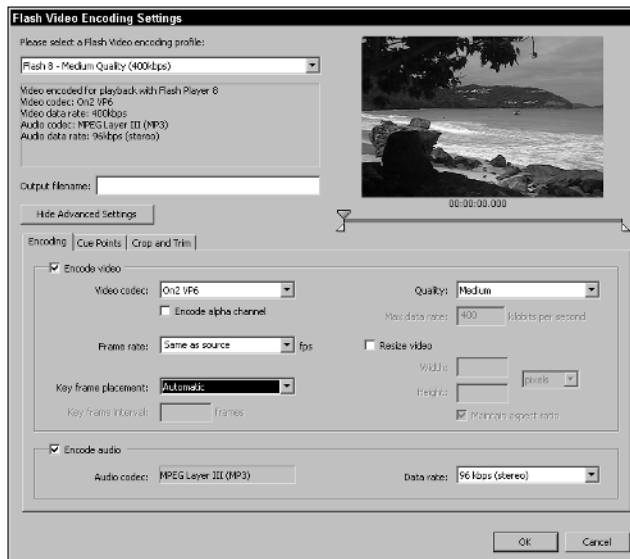 Flash Video Encoding Settings
Please select a Flash Video encoding profile:
Flash 8 - Medium Quality (400kbps)
Video encoded for playback with Flash Player 8
Video codec: On2 VP6
Video data rate: 400kbps
Audio codec: MPEG Layer III (MP3)
Audio data rate: 96kbps (stereo)
Output filename:
00:00:00.000
Hide Advanced Settings
Encoding Cue Points Crop and Trim
Encode video
Video codec: On2 VP6 Quality: Medium
Encode alpha channel Max data rate: 400 kilobits per second
Frame rate: Same as source fps Resize video
Width:
Key frame placement: Automatic pixels
Height:
Key frame interval: frames Maintain aspect ratio
Encode audio
Audio codec: MPEG Layer III (MP3) Data rate: 96 kbps (stereo)
OK Cancel